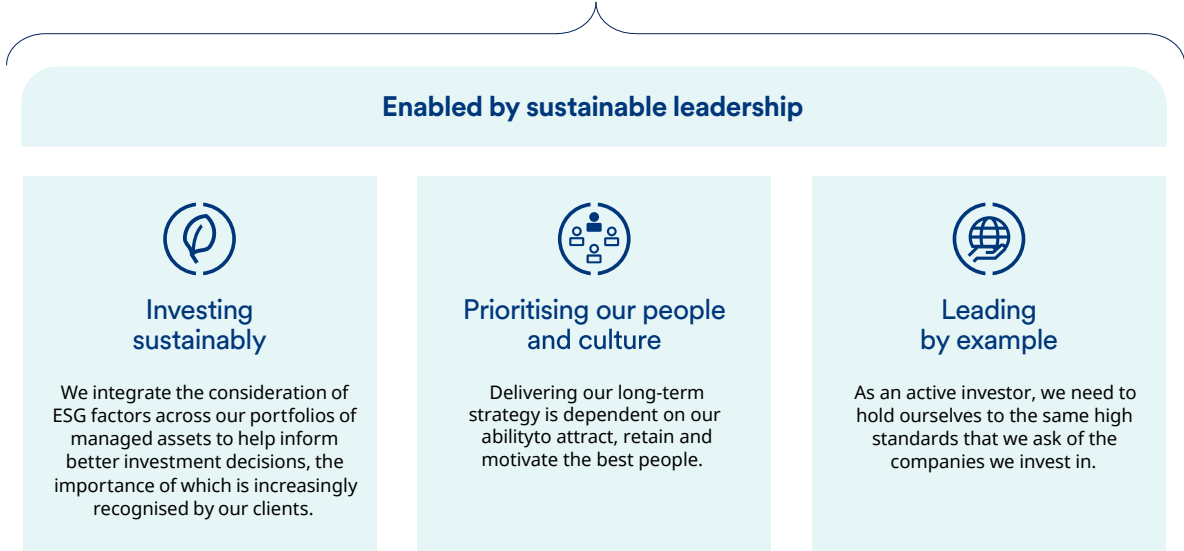 Enabled by sustainable leadership
Investing
sustainably
We integrate the consideration of
ESG factors across our portfolios of
managed assets to help inform
better investment decisions, the
importance of which is increasingly
recognised by our clients.
Prioritising our people
and culture
Delivering our long-term
strategy is dependent on our
abilityto attract, retain and
motivate the best people.
Leading
by example
As an active investor, we need to
hold ourselves to the same high
standards that we ask of the
companies we invest in.